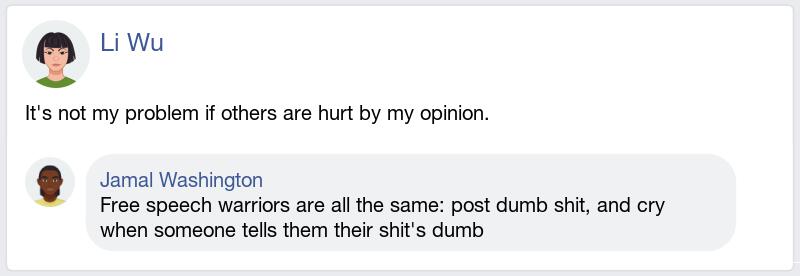 Li Wu
It's not my problem if others are hurt by my opinion.
Jamal Washington
Free speech warriors are all the same: post dumb shit, and cry
when someone tells them their shit's dumb